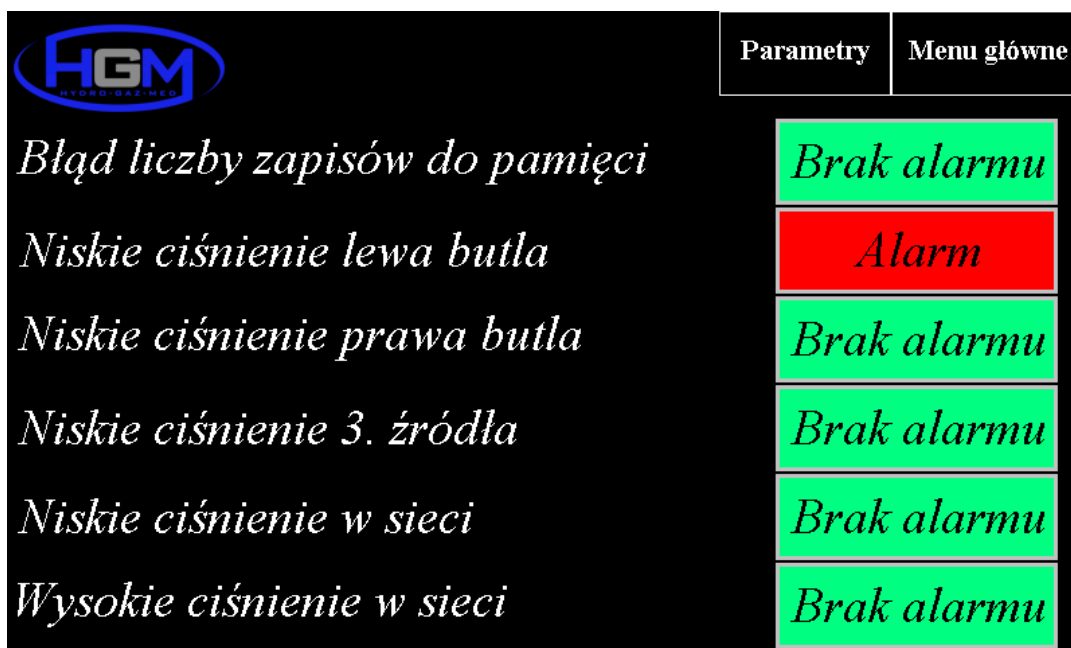 HGM
HYDRO-GAZ-MED
Parametry
Menu główne
Błąd liczby zapisów do pamięci
Brak alarmu
Niskie ciśnienie lewa butla
Alarm
Niskie ciśnienie prawa butla
Brak alarmu
Niskie ciśnienie 3. źródła
Brak alarmu
Niskie ciśnienie w sieci
Brak alarmu
Wysokie ciśnienie w sieci
Brak alarmu